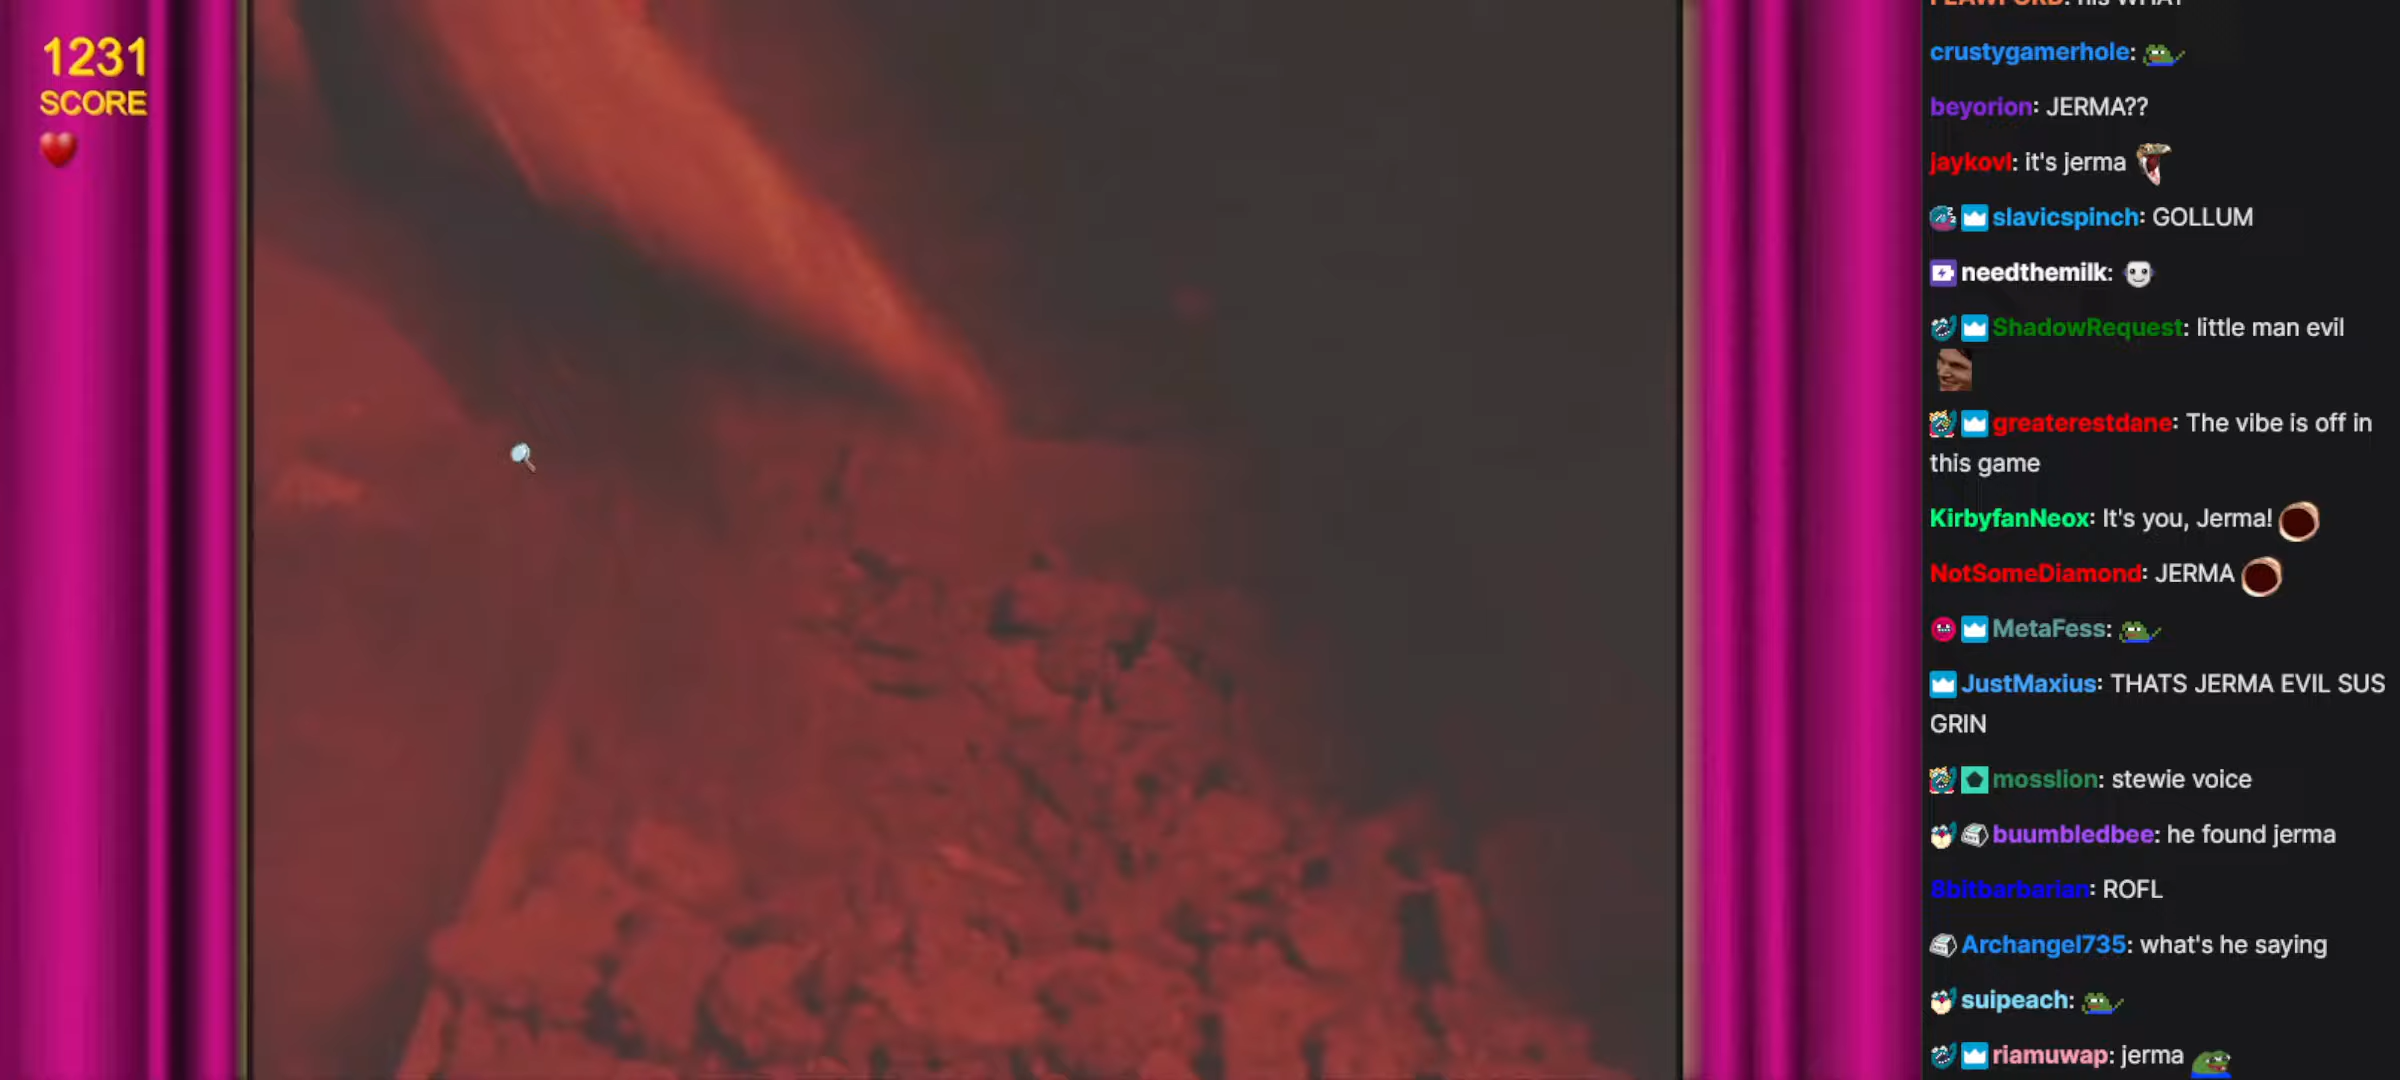 1231
SCORE
crustygamerhole:
beyorion: JERMA??
jaykovl: it's jerma
slavicspinch: GOLLUM
needthemilk:
ShadowRequest: little man evil
greaterestdane: The vibe is off in
this game
KirbyfanNeox: It's you, Jerma!
NotSomeDiamond: JERMA
MetaFess:
JustMaxius: THATS JERMA EVIL SUS
GRIN
mosslion: stewie voice
buumbledbee: he found jerma
8bitbarbarian: ROFL
Archangel735: what's he saying
suipeach:
riamuwap: jerma